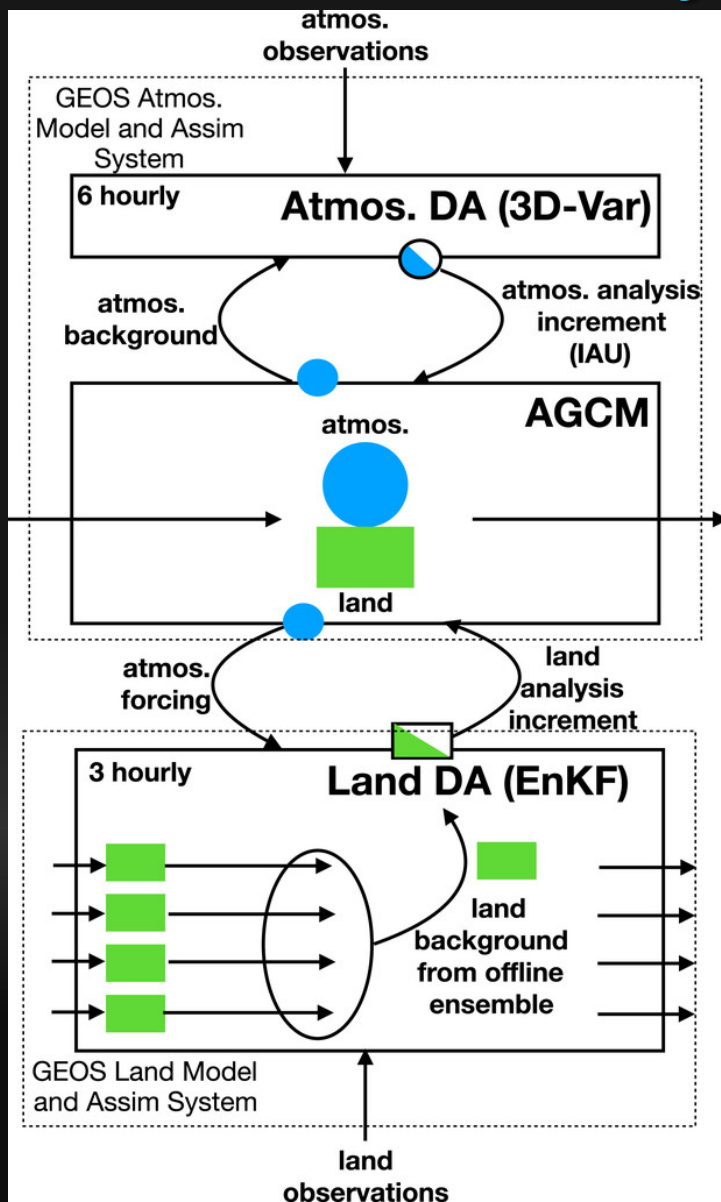 atmos.
observations
GEOS Atmos.
Model and Assim
System
6 hourly
Atmos. DA (3D-Var)
atmos.
background
atmos. analysis
increment
(IAU)
AGCM
atmos.
land
atmos.
forcing
land
analysis
increment
3 hourly
Land DA (EnKF)
land
background
from offline
ensemble
GEOS Land Model
and Assim System
land
observations